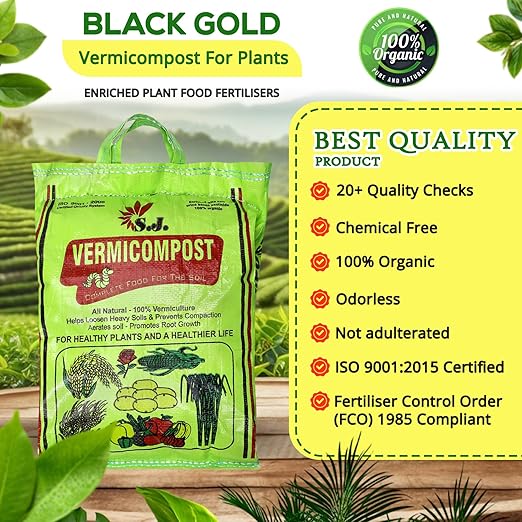 BLACK GOLD
Vermicompost For Plants
ENRICHED PLANT FOOD FERTILISERS
PURE AND NATURAL
100%
Organic
PURE AND NATURAL
BEST QUALITY
PRODUCT
20+ Quality Checks
Chemical Free
100% Organic
Odorless
Not adulterated
ISO 9001:2015 Certified
Fertiliser Control Order
(FCO) 1985 Compliant
100% organic
S.J.
VERMICOMPOST
COMPLETE FOOD FOR THE SOIL
All Natural - 100% Vermiculture
Helps Loosen Heavy Soils & Prevents Compaction
Aerates soil - Promotes Root Growth
FOR HEALTHY PLANTS AND A HEALTHIER LIFE